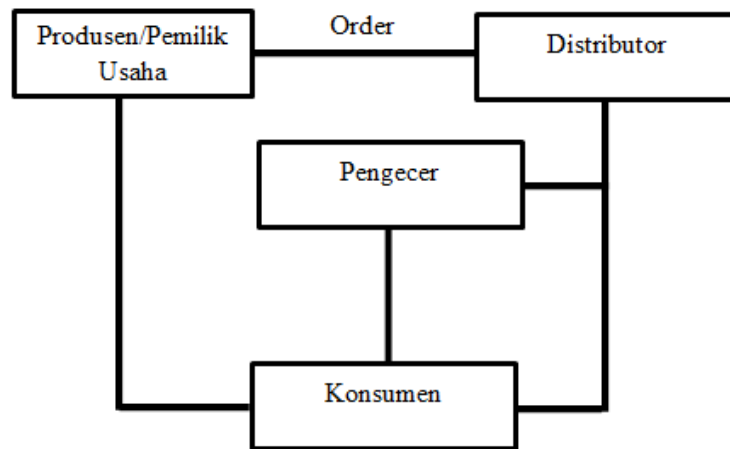 Produsen/Pemilik
Usaha
Order
Distributor
Pengecer
Konsumen